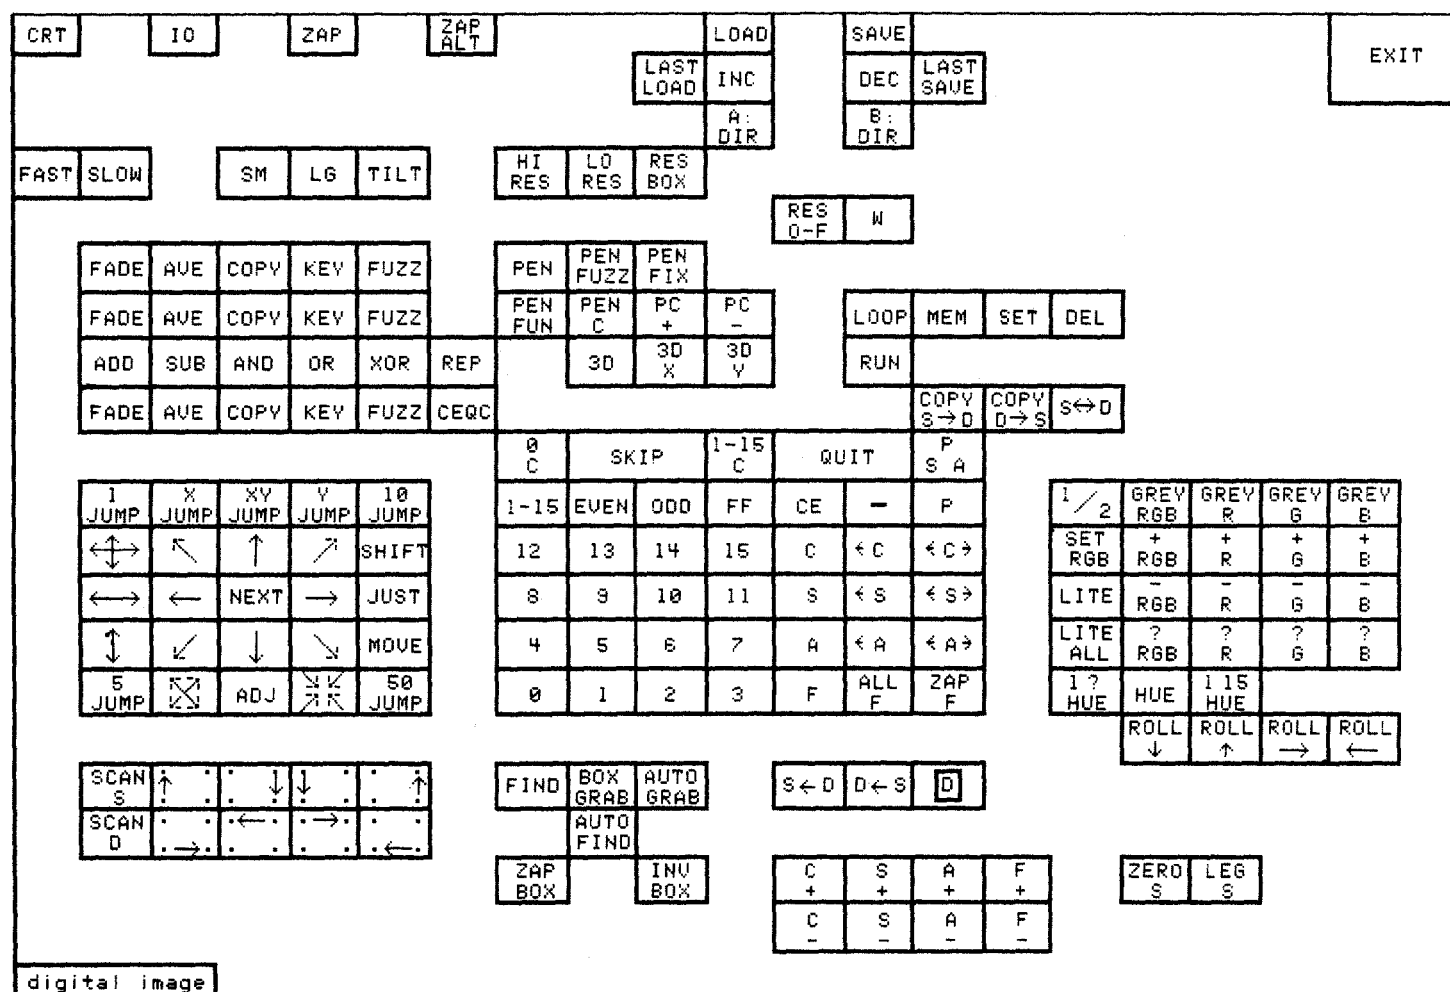 CRT IO ZAP ZAP ALT LOAD SAVE EXIT
LAST LOAD INC DEC LAST SAVE
A: DIR B: DIR
FAST SLOW SM LG TILT HI RES LO RES RES BOX
RES O-F W
FADE AVE COPY KEY FUZZ PEN PEN FUZZ PEN FIX
FADE AVE COPY KEY FUZZ PEN FUN PEN C PC + PC - LOOP MEM SET DEL
ADD SUB AND OR XOR REP 3D 3D X 3D Y RUN
FADE AVE COPY KEY FUZZ CEQC COPY S→D COPY D→S S↔D
0 C SKIP 1-15 C QUIT P S A
1 JUMP X JUMP XY JUMP Y JUMP 10 JUMP 1-15 EVEN ODD FF CE - P 1/2 GREY RGB GREY R GREY G GREY B
↖ ↑ ↗ SHIFT 12 13 14 15 C ←C ←C→ SET RGB + RGB + R + G + B
↔ ← NEXT → JUST 8 9 10 11 S ←S ←S→ LITE - RGB - R - G - B
↕ ↙ ↓ ↘ MOVE 4 5 6 7 A ←A ←A→ LITE ALL ? RGB ? R ? G ? B
5 JUMP ADJ 50 JUMP 0 1 2 3 F ALL F ZAP F 1 ? HUE HUE 1 15 HUE
ROLL ↓ ROLL ↑ ROLL → ROLL ←
SCAN S ↑ ↓ ↓ ↑ FIND BOX GRAB AUTO GRAB S←D D←S D
SCAN D → ← → ← AUTO FIND
ZAP BOX INV BOX C + S + A + F + ZERO S LEG S
C - S - A - F -
digital image